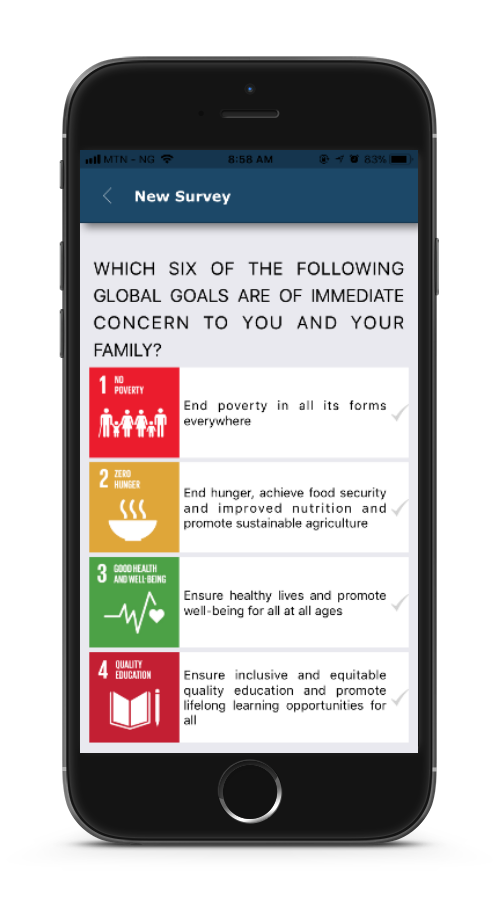 MTN - NG 8:58 AM 83%
New Survey
WHICH SIX OF THE FOLLOWING
GLOBAL GOALS ARE OF IMMEDIATE
CONCERN TO YOU AND YOUR
FAMILY?
1 NO
POVERTY
End poverty in all its forms
everywhere
2 ZERO
HUNGER
End hunger, achieve food security
and improved nutrition and
promote sustainable agriculture
3 GOOD HEALTH
AND WELL-BEING
Ensure healthy lives and promote
well-being for all at all ages
4 QUALITY
EDUCATION
Ensure inclusive and equitable
quality education and promote
lifelong learning opportunities for
all